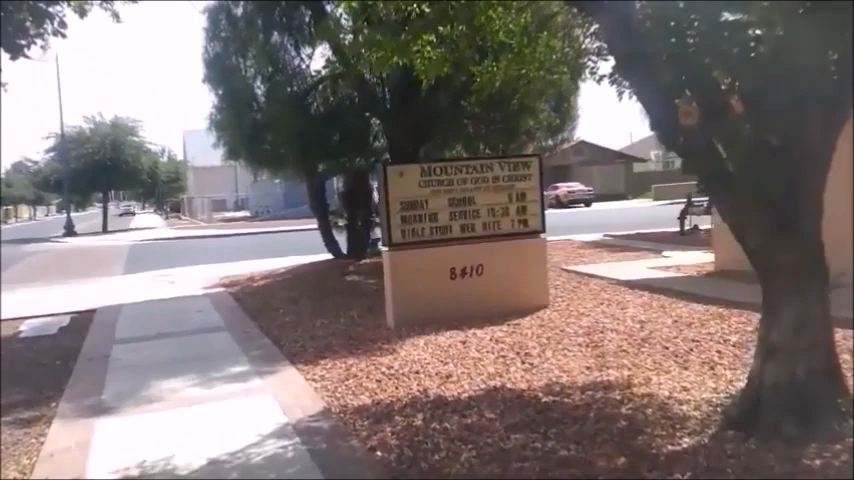 MOUNTAIN VIEW
CHURCH OF GOD IN CHRIST
SUNDAY SCHOOL 9 AM
MORNING SERVICE 10:30 AM
BIBLE STUDY WED NITE 7 PM
8410